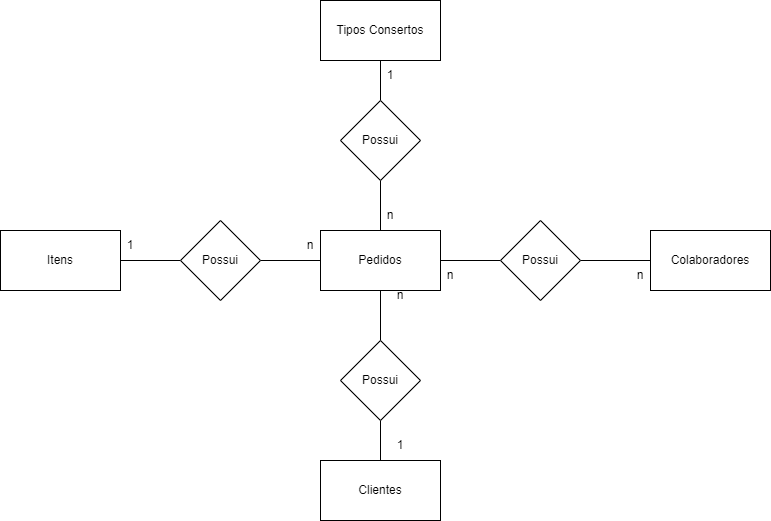 Tipos Consertos
1
Possui
n
Itens
1
Possui
n
Pedidos
n
Possui
n
Colaboradores
n
Possui
1
Clientes